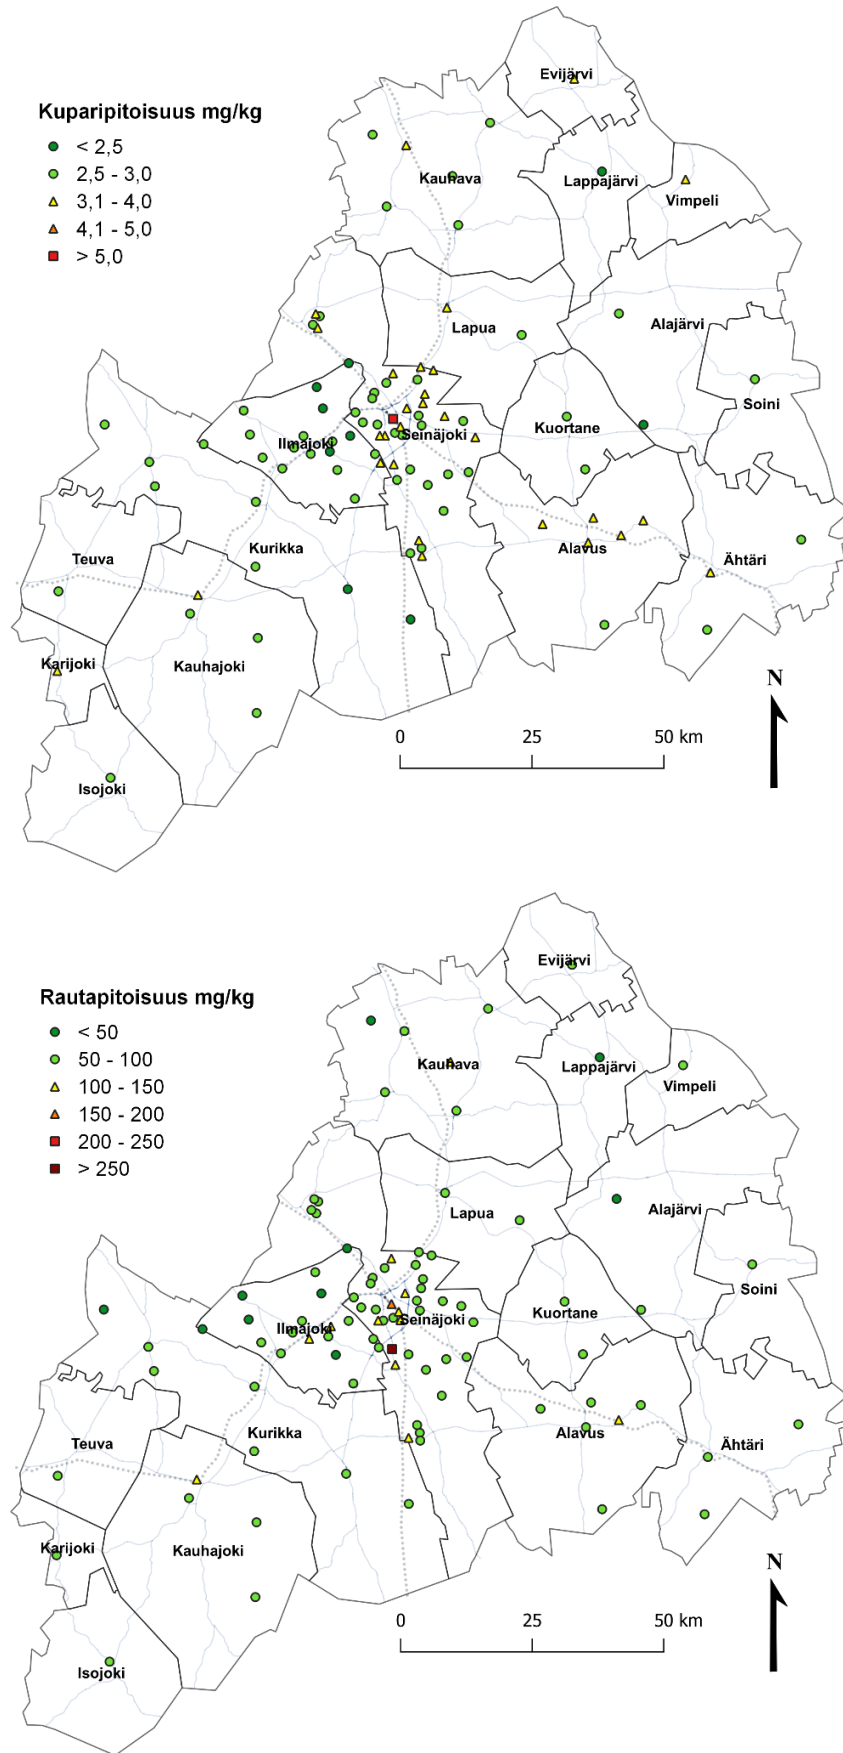 Kuparipitoisuus mg/kg
< 2,5
2,5 - 3,0
3,1 - 4,0
4,1 - 5,0
> 5,0
Evijärvi
Kauhava
Lappajärvi
Vimpeli
Lapua
Alajärvi
Soini
Kuortane
Seinäjoki
Ilmajoki
Kurikka
Teuva
Alavus
Ähtäri
Karijoki
Kauhajoki
Isojoki
N
0 25 50 km
Rautapitoisuus mg/kg
< 50
50 - 100
100 - 150
150 - 200
200 - 250
> 250
Evijärvi
Kauhava
Lappajärvi
Vimpeli
Lapua
Alajärvi
Soini
Kuortane
Seinäjoki
Ilmajoki
Kurikka
Teuva
Alavus
Ähtäri
Karijoki
Kauhajoki
Isojoki
N
0 25 50 km